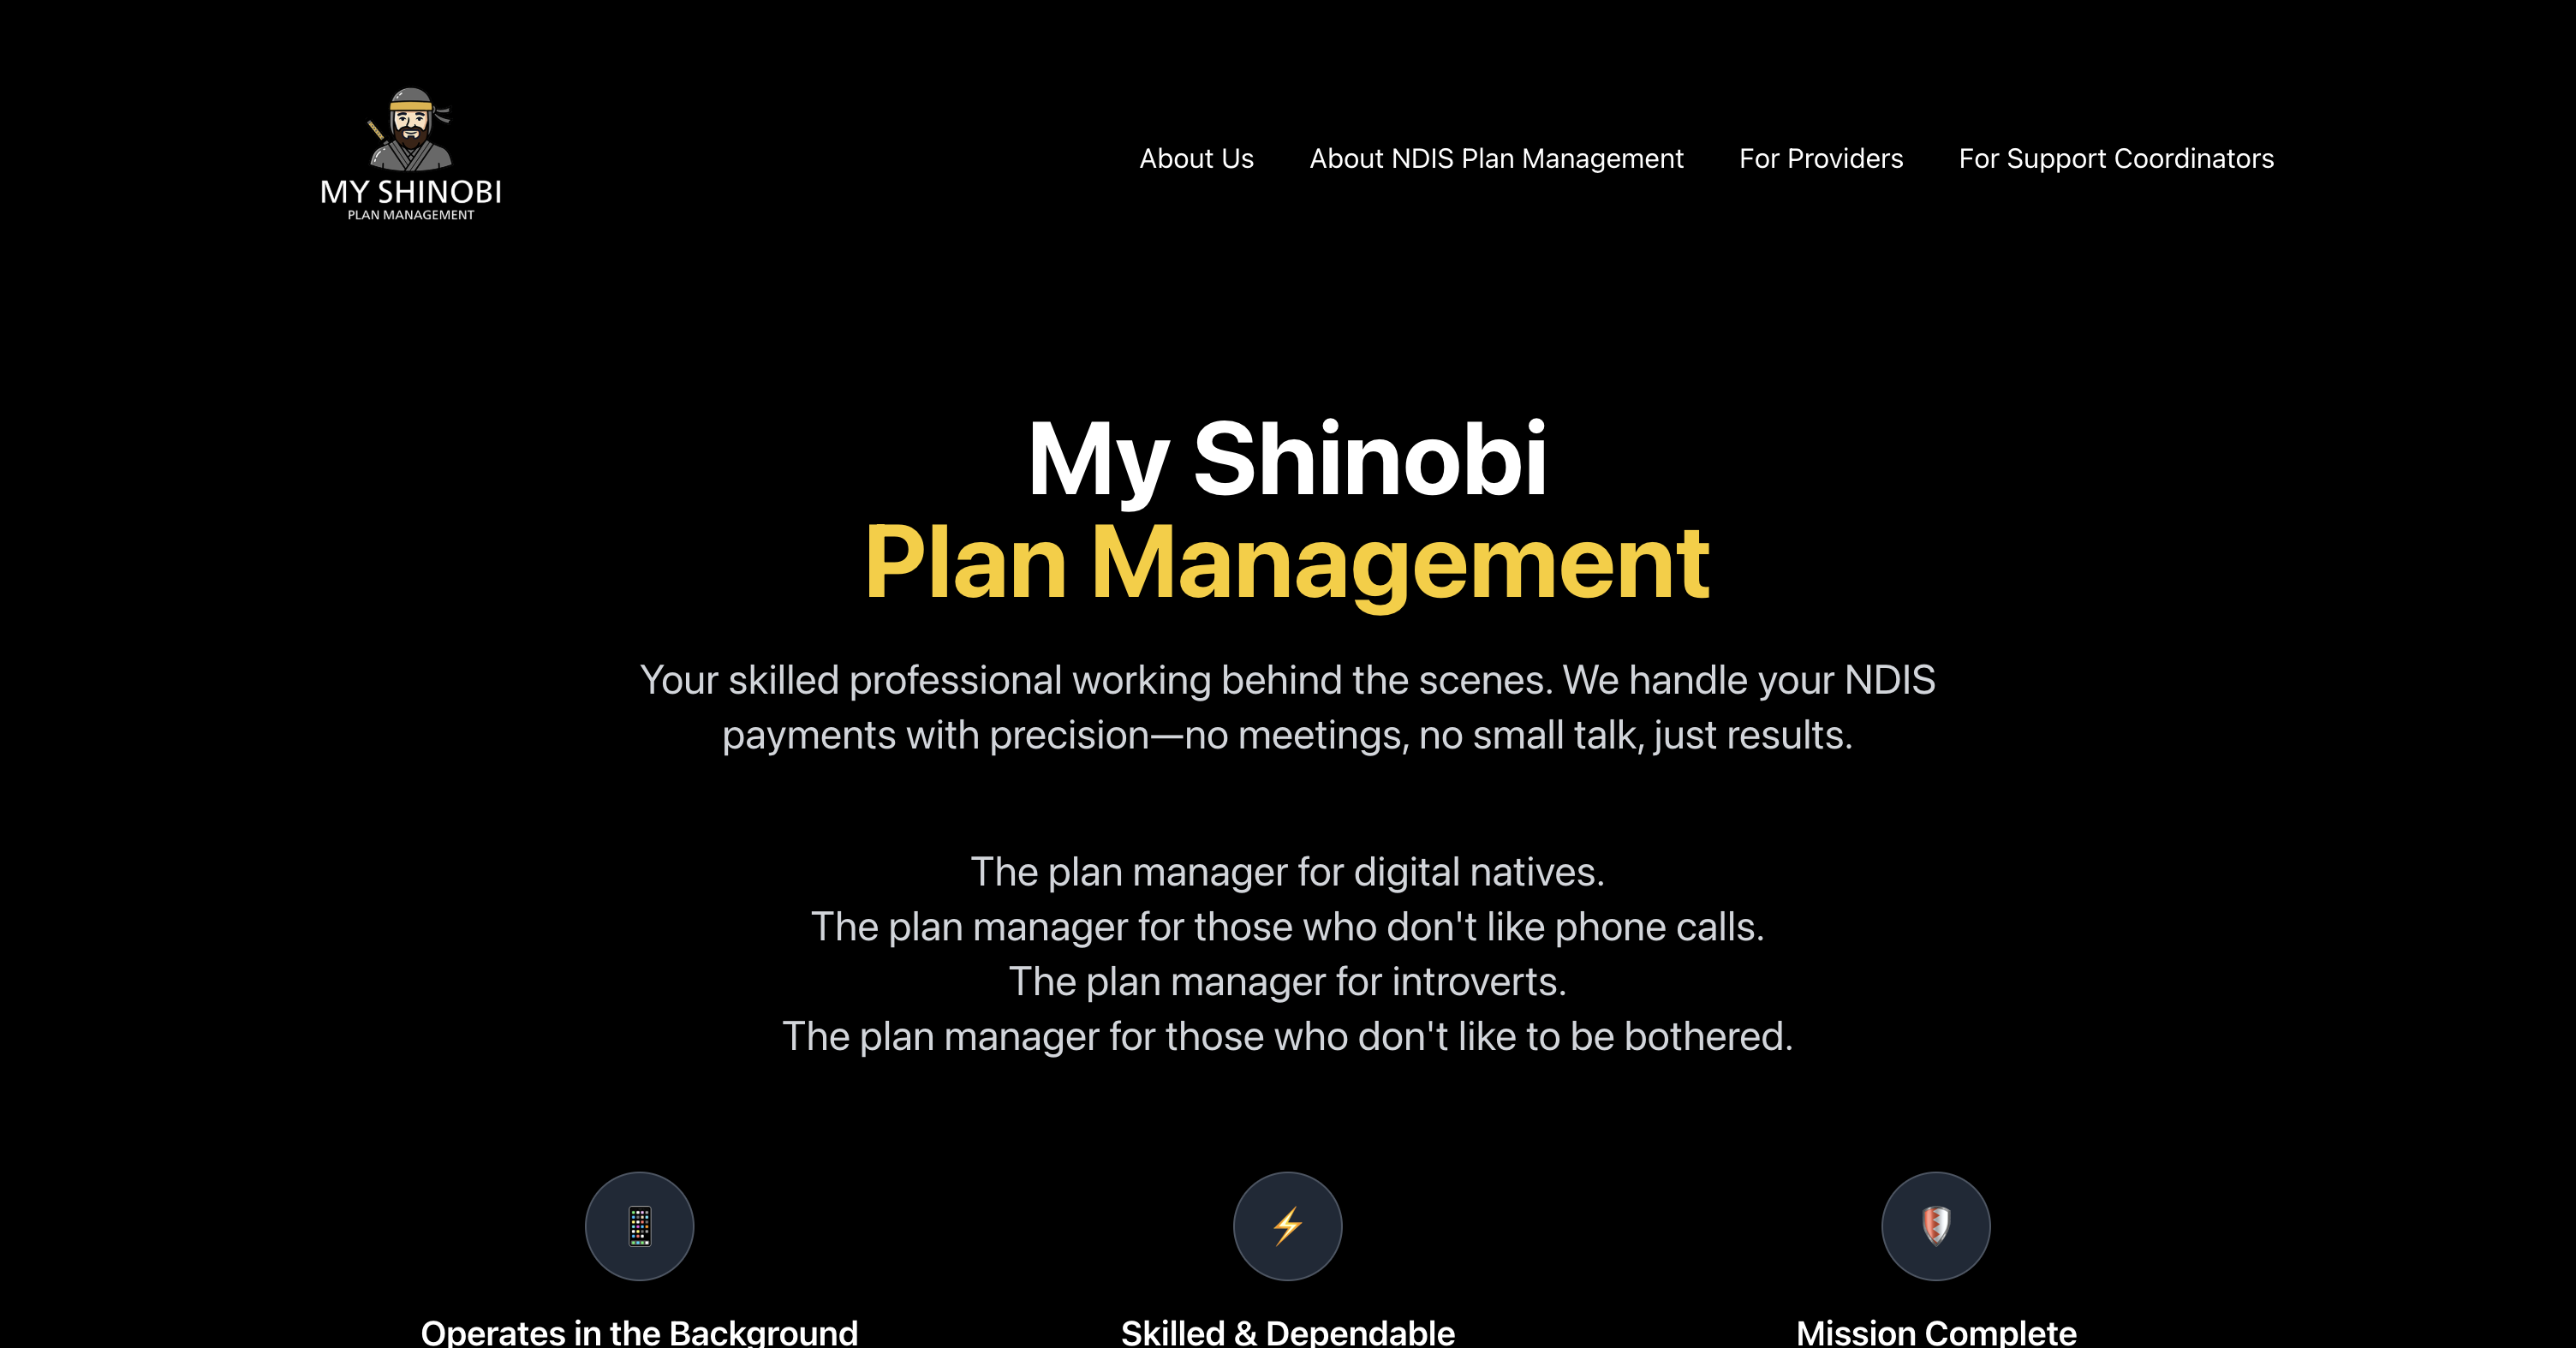 MY SHINOBI
PLAN MANAGEMENT
About Us
About NDIS Plan Management
For Providers
For Support Coordinators
My Shinobi
Plan Management
Your skilled professional working behind the scenes. We handle your NDIS
payments with precision—no meetings, no small talk, just results.
The plan manager for digital natives.
The plan manager for those who don't like phone calls.
The plan manager for introverts.
The plan manager for those who don't like to be bothered.
Operates in the Background
Skilled & Dependable
Mission Complete